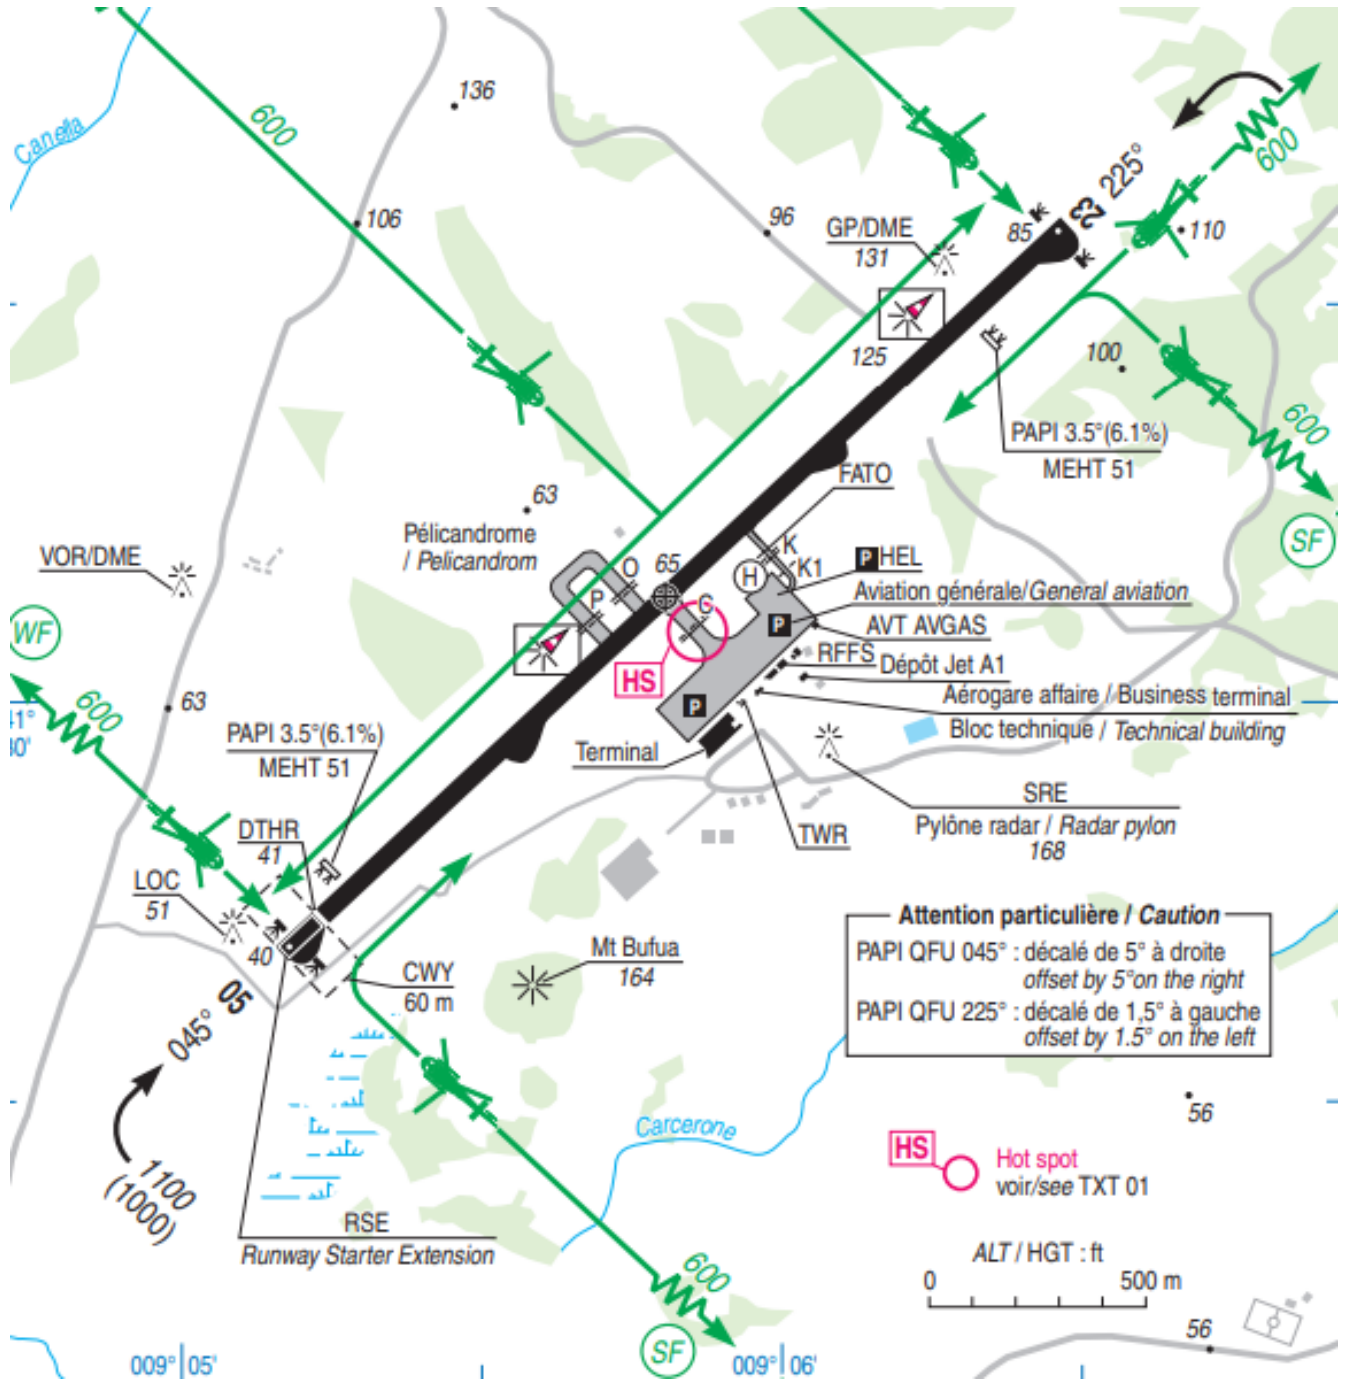 Canella
600
136
106
96
GP/DME
131
85
23
225°
110
600
125
100
PAPI 3.5°(6.1%)
MEHT 51
600
SF
FATO
63
Pélicandrome
/ Pelicandrom
VOR/DME
O
65
K
K1
H
P HEL
P
C
Aviation générale/General aviation
P
AVT AVGAS
WF
HS
RFFS
Dépôt Jet A1
Aérogare affaire / Business terminal
P
Bloc technique / Technical building
41°
30'
600
63
PAPI 3.5°(6.1%)
MEHT 51
Terminal
SRE
Pylône radar / Radar pylon
168
TWR
DTHR
41
LOC
51
40
Attention particulière / Caution
PAPI QFU 045° : décalé de 5° à droite
offset by 5°on the right
PAPI QFU 225° : décalé de 1,5° à gauche
offset by 1.5° on the left
Mt Bufua
164
CWY
60 m
05
045°
56
Carcerone
HS
Hot spot
voir/see TXT 01
1100
(1000)
RSE
Runway Starter Extension
ALT / HGT : ft
0
500 m
600
SF
56
009° 05'
009° 06'